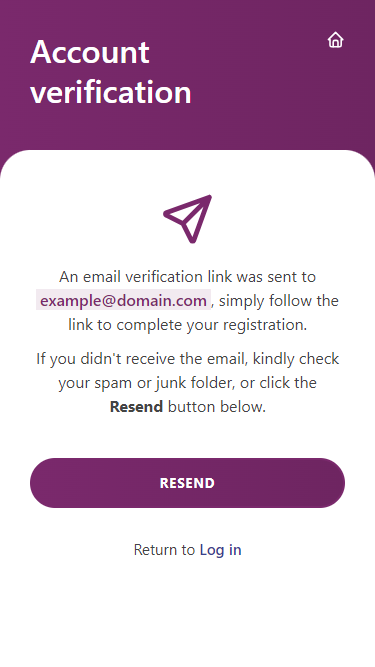 Account
verification
An email verification link was sent to
example@domain.com , simply follow the
link to complete your registration.
If you didn't receive the email, kindly check
your spam or junk folder, or click the
Resend button below.
RESEND
Return to Log in